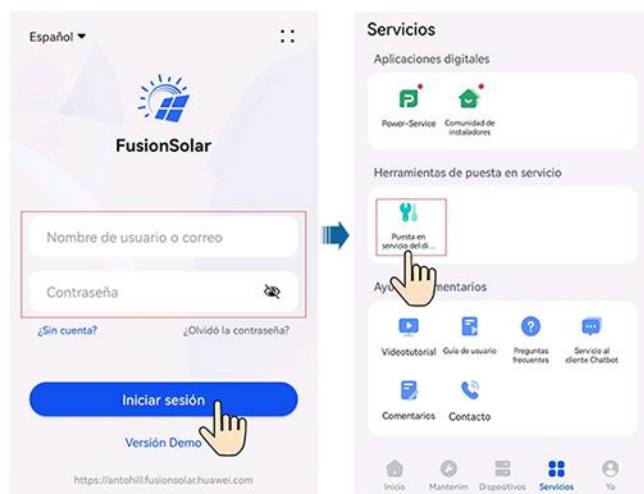 Español
FusionSolar
Nombre de usuario o correo
Contraseña
¿Sin cuenta?
¿Olvidó la contraseña?
Iniciar sesión
Versión Demo
https://antohill.fusionsolar.huawei.com
Servicios
Aplicaciones digitales
Power-Service
Comunidad de
instaladores
Herramientas de puesta en servicio
Puesta en
servicio del di...
Ayu mentarios
Videotutorial
Guía de usuario
Preguntas
frecuentes
Servicio al
cliente Chatbot
Comentarios
Contacto
Inicio
Mantenim
Dispositivos
Servicios
Yo